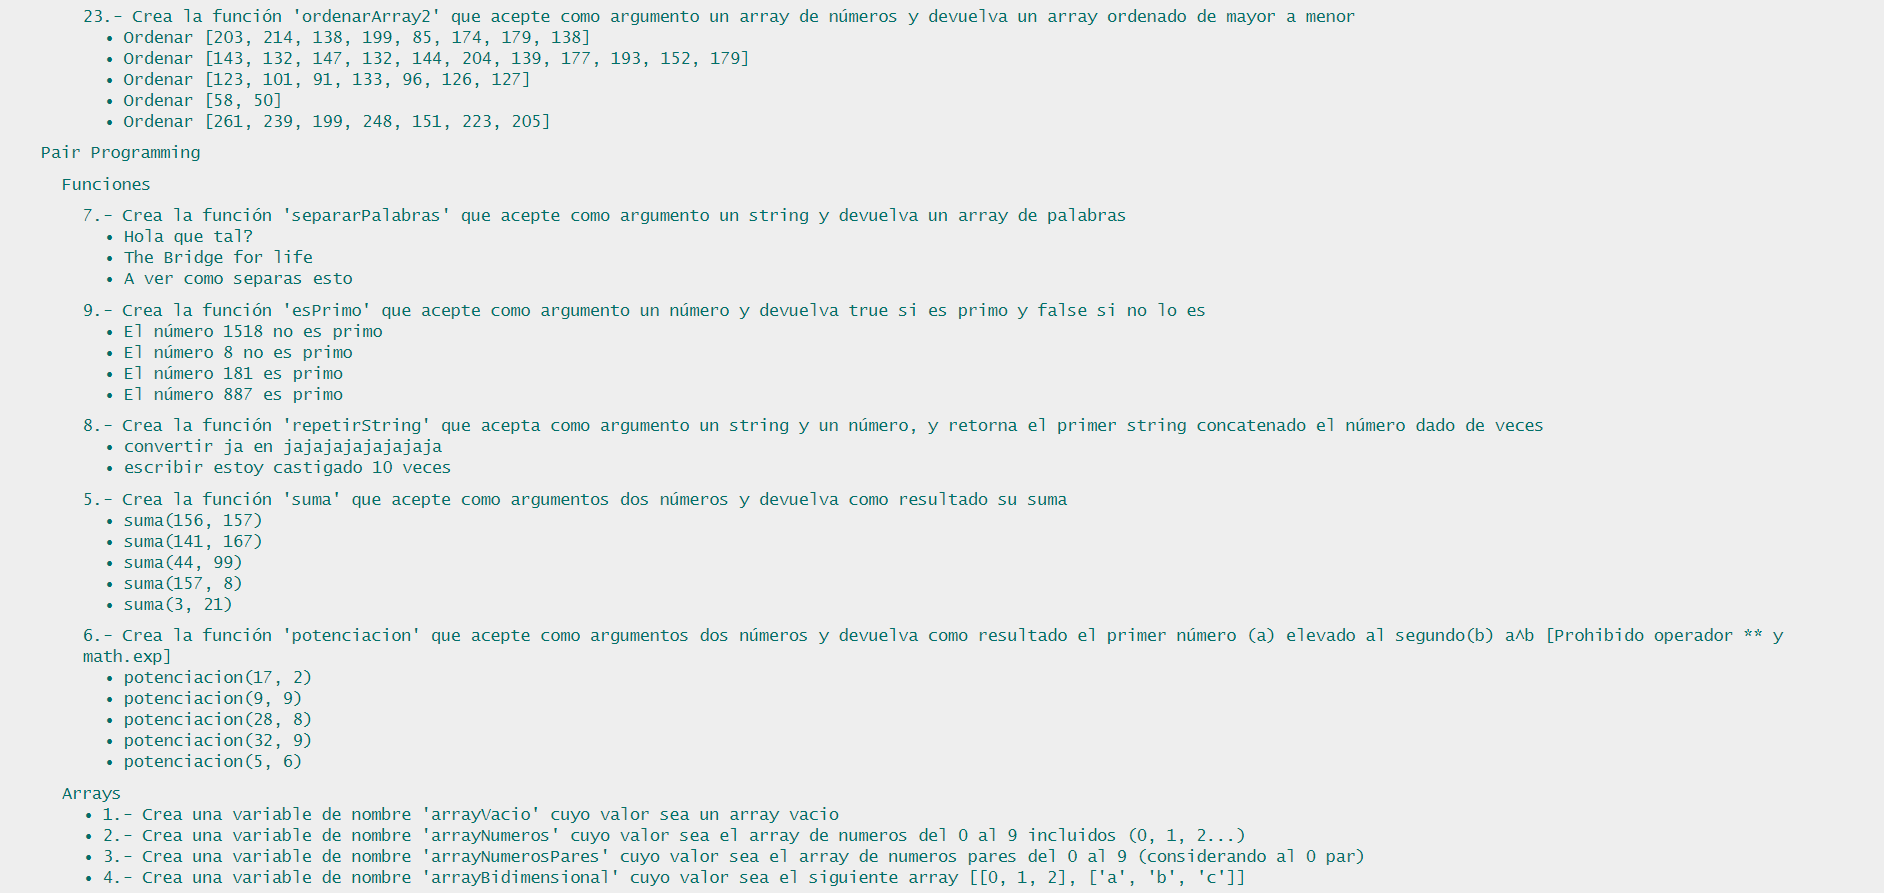 23.- Crea la función 'ordenarArray2' que acepte como argumento un array de números y devuelva un array ordenado de mayor a menor
• Ordenar [203, 214, 138, 199, 85, 174, 179, 138]
• Ordenar [143, 132, 147, 132, 144, 204, 139, 177, 193, 152, 179]
• Ordenar [123, 101, 91, 133, 96, 126, 127]
• Ordenar [58, 50]
• Ordenar [261, 239, 199, 248, 151, 223, 205]
Pair Programming
Funciones
7.- Crea la función 'separarPalabras' que acepte como argumento un string y devuelva un array de palabras
• Hola que tal?
• The Bridge for life
• A ver como separas esto
9.- Crea la función 'esPrimo' que acepte como argumento un número y devuelva true si es primo y false si no lo es
• El número 1518 no es primo
• El número 8 no es primo
• El número 181 es primo
• El número 887 es primo
8.- Crea la función 'repetirString' que acepta como argumento un string y un número, y retorna el primer string concatenado el número dado de veces
• convertir ja en jajajajajajajaja
• escribir estoy castigado 10 veces
5.- Crea la función 'suma' que acepte como argumentos dos números y devuelva como resultado su suma
• suma(156, 157)
• suma(141, 167)
• suma(44, 99)
• suma(157, 8)
• suma(3, 21)
6.- Crea la función 'potenciacion' que acepte como argumentos dos números y devuelva como resultado el primer número (a) elevado al segundo(b) a^b [Prohibido operador ** y
math.exp]
• potenciacion(17, 2)
• potenciacion(9, 9)
• potenciacion(28, 8)
• potenciacion(32, 9)
• potenciacion(5, 6)
Arrays
• 1.- Crea una variable de nombre 'arrayVacio' cuyo valor sea un array vacio
• 2.- Crea una variable de nombre 'arrayNumeros' cuyo valor sea el array de numeros del 0 al 9 incluidos (0, 1, 2...)
• 3.- Crea una variable de nombre 'arrayNumerosPares' cuyo valor sea el array de numeros pares del 0 al 9 (considerando al 0 par)
• 4.- Crea una variable de nombre 'arrayBidimensional' cuyo valor sea el siguiente array [[0, 1, 2], ['a', 'b', 'c']]